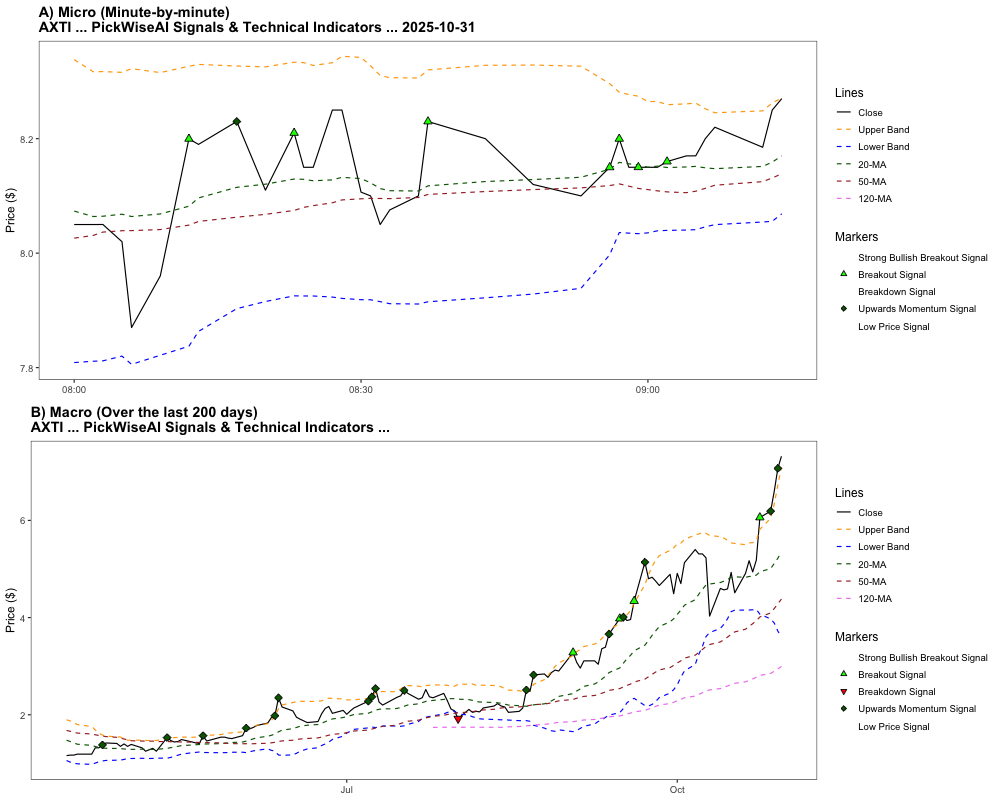 A) Micro (Minute-by-minute)
AXTI ... PickWiseAI Signals & Technical Indicators ... 2025-10-31
Price ($)
8.2
8.0
7.8
08:00
08:30
09:00
Lines
Close
Upper Band
Lower Band
20-MA
50-MA
120-MA
Markers
Strong Bullish Breakout Signal
Breakout Signal
Breakdown Signal
Upwards Momentum Signal
Low Price Signal
B) Macro (Over the last 200 days)
AXTI ... PickWiseAI Signals & Technical Indicators ...
Price ($)
6
4
2
Jul
Oct
Lines
Close
Upper Band
Lower Band
20-MA
50-MA
120-MA
Markers
Strong Bullish Breakout Signal
Breakout Signal
Breakdown Signal
Upwards Momentum Signal
Low Price Signal